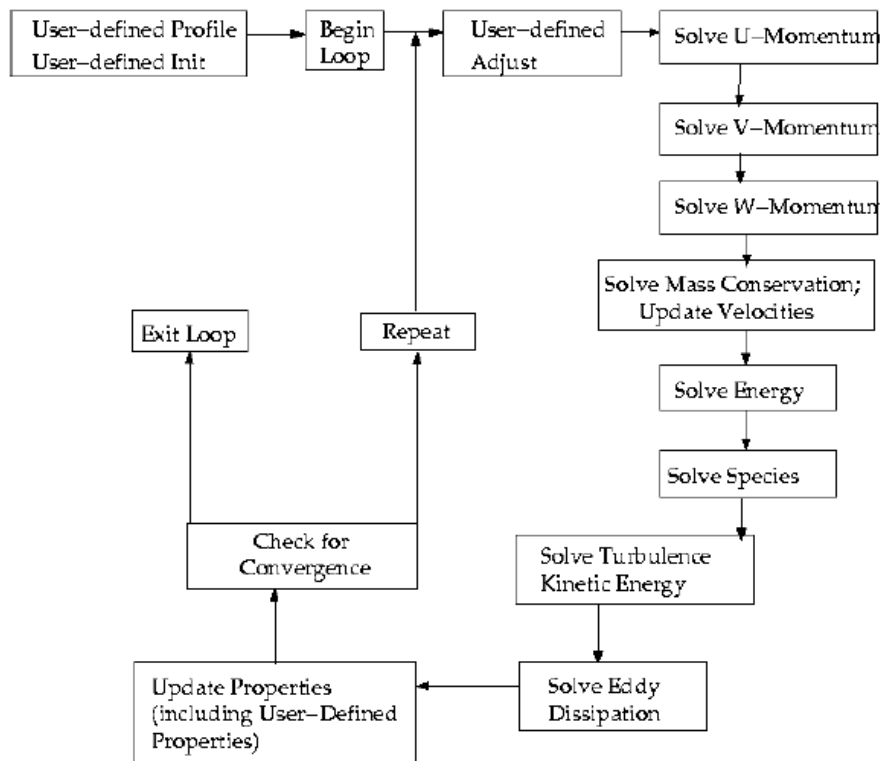 User-defined Profile
User-defined Init
Begin
Loop
User-defined
Adjust
Solve U-Momentum
Solve V-Momentum
Solve W-Momentum
Solve Mass Conservation;
Update Velocities
Exit Loop
Repeat
Solve Energy
Solve Species
Check for
Convergence
Solve Turbulence
Kinetic Energy
Update Properties
(including User-Defined
Properties)
Solve Eddy
Dissipation